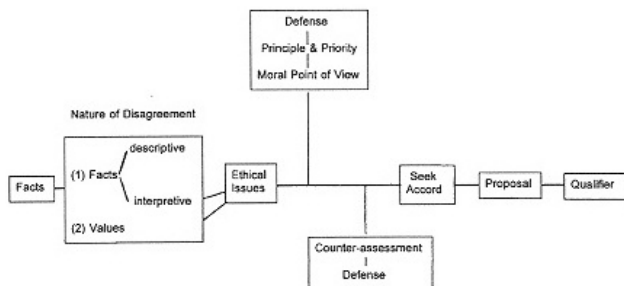 Defense
Principle & Priority
Moral Point of View
Nature of Disagreement
Facts
(1) Facts
descriptive
interpretive
(2) Values
Ethical
Issues
Seek
Accord
Proposal
Qualifier
Counter-assessment
Defense